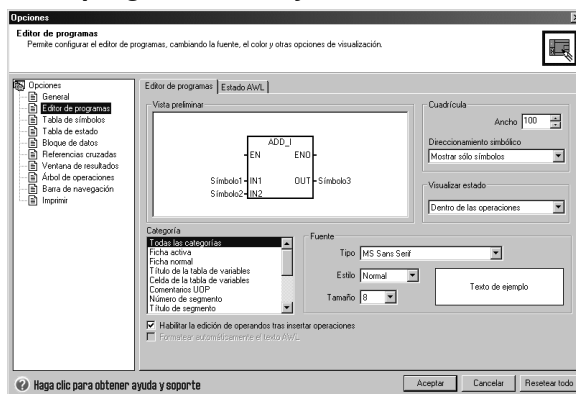 Opciones
Editor de programas
Permite configurar el editor de programas, cambiando la fuente, el color y otras opciones de visualización.
Opciones
General
Editor de programas
Tabla de símbolos
Tabla de estado
Bloque de datos
Referencias cruzadas
Ventana de resultados
Árbol de operaciones
Barra de navegación
Imprimir
Editor de programas
Estado AWL
Vista preliminar
ADD_I
EN ENO
Símbolo1 IN1 OUT Símbolo3
Símbolo2 IN2
Cuadrícula
Ancho 100
Direccionamiento simbólico
Mostrar sólo símbolos
Visualizar estado
Dentro de las operaciones
Categoría
Todas las categorías
Ficha activa
Ficha normal
Título de la tabla de variables
Celda de la tabla de variables
Comentarios UOP
Número de segmento
Título de segmento
Fuente
Tipo MS Sans Serif
Estilo Normal
Tamaño 8
Texto de ejemplo
Habilitar la edición de operandos tras insertar operaciones
Formatear automáticamente el texto AWL
Haga clic para obtener ayuda y soporte
Aceptar
Cancelar
Resetear todo